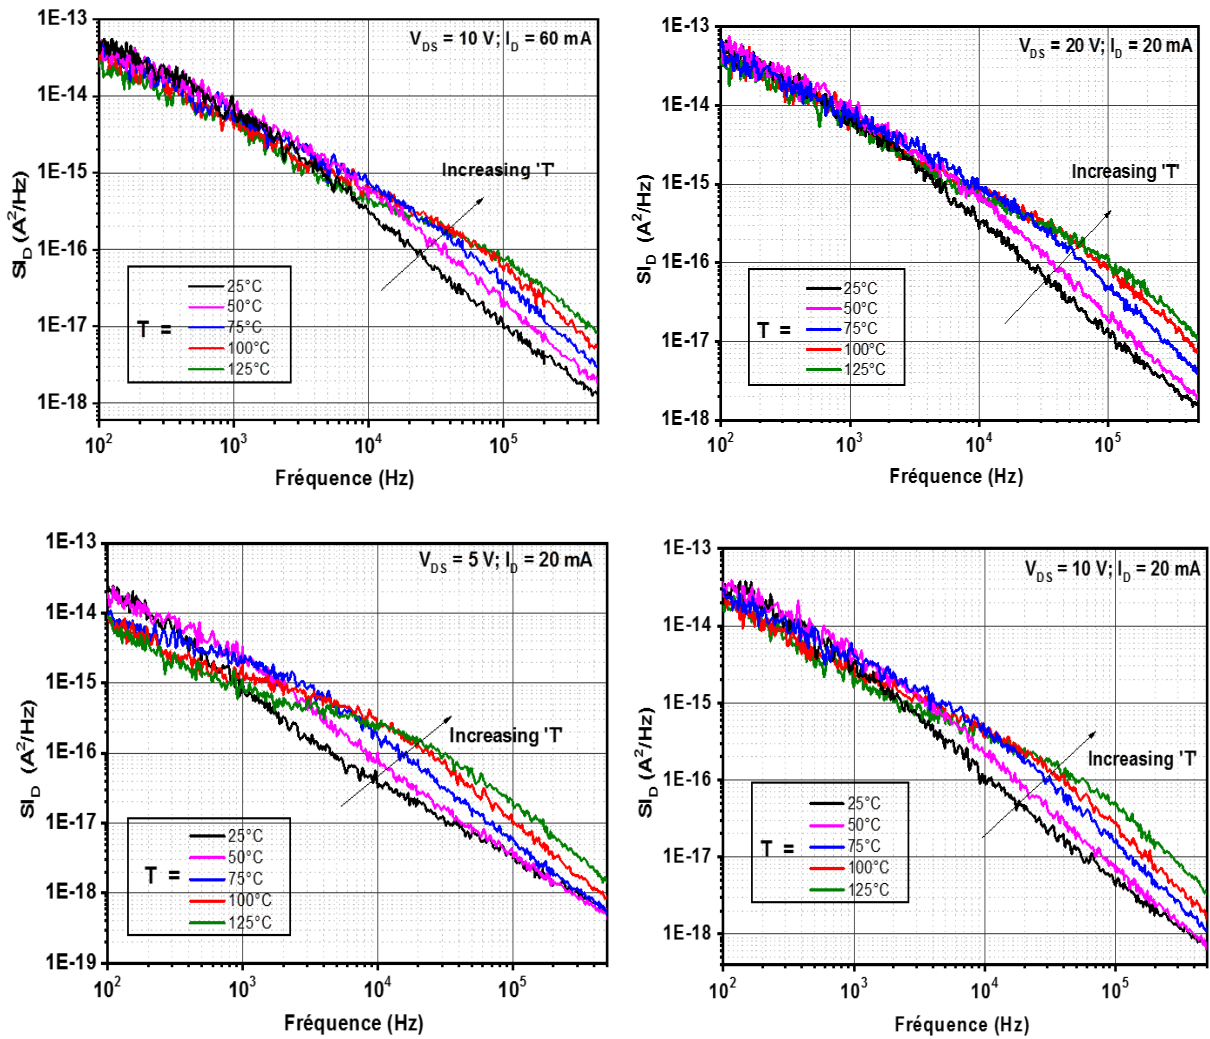 V_DS = 10 V; I_D = 60 mA
SI_D (A²/Hz)
1E-13
1E-14
1E-15
1E-16
1E-17
1E-18
Increasing 'T'
T =
25°C
50°C
75°C
100°C
125°C
10² 10³ 10⁴ 10⁵
Fréquence (Hz)
V_DS = 20 V; I_D = 20 mA
SI_D (A²/Hz)
1E-13
1E-14
1E-15
1E-16
1E-17
1E-18
Increasing 'T'
T =
25°C
50°C
75°C
100°C
125°C
10² 10³ 10⁴ 10⁵
Fréquence (Hz)
V_DS = 5 V; I_D = 20 mA
SI_D (A²/Hz)
1E-13
1E-14
1E-15
1E-16
1E-17
1E-18
1E-19
Increasing 'T'
T =
25°C
50°C
75°C
100°C
125°C
10² 10³ 10⁴ 10⁵
Fréquence (Hz)
V_DS = 10 V; I_D = 20 mA
SI_D (A²/Hz)
1E-13
1E-14
1E-15
1E-16
1E-17
1E-18
Increasing 'T'
T =
25°C
50°C
75°C
100°C
125°C
10² 10³ 10⁴ 10⁵
Fréquence (Hz)